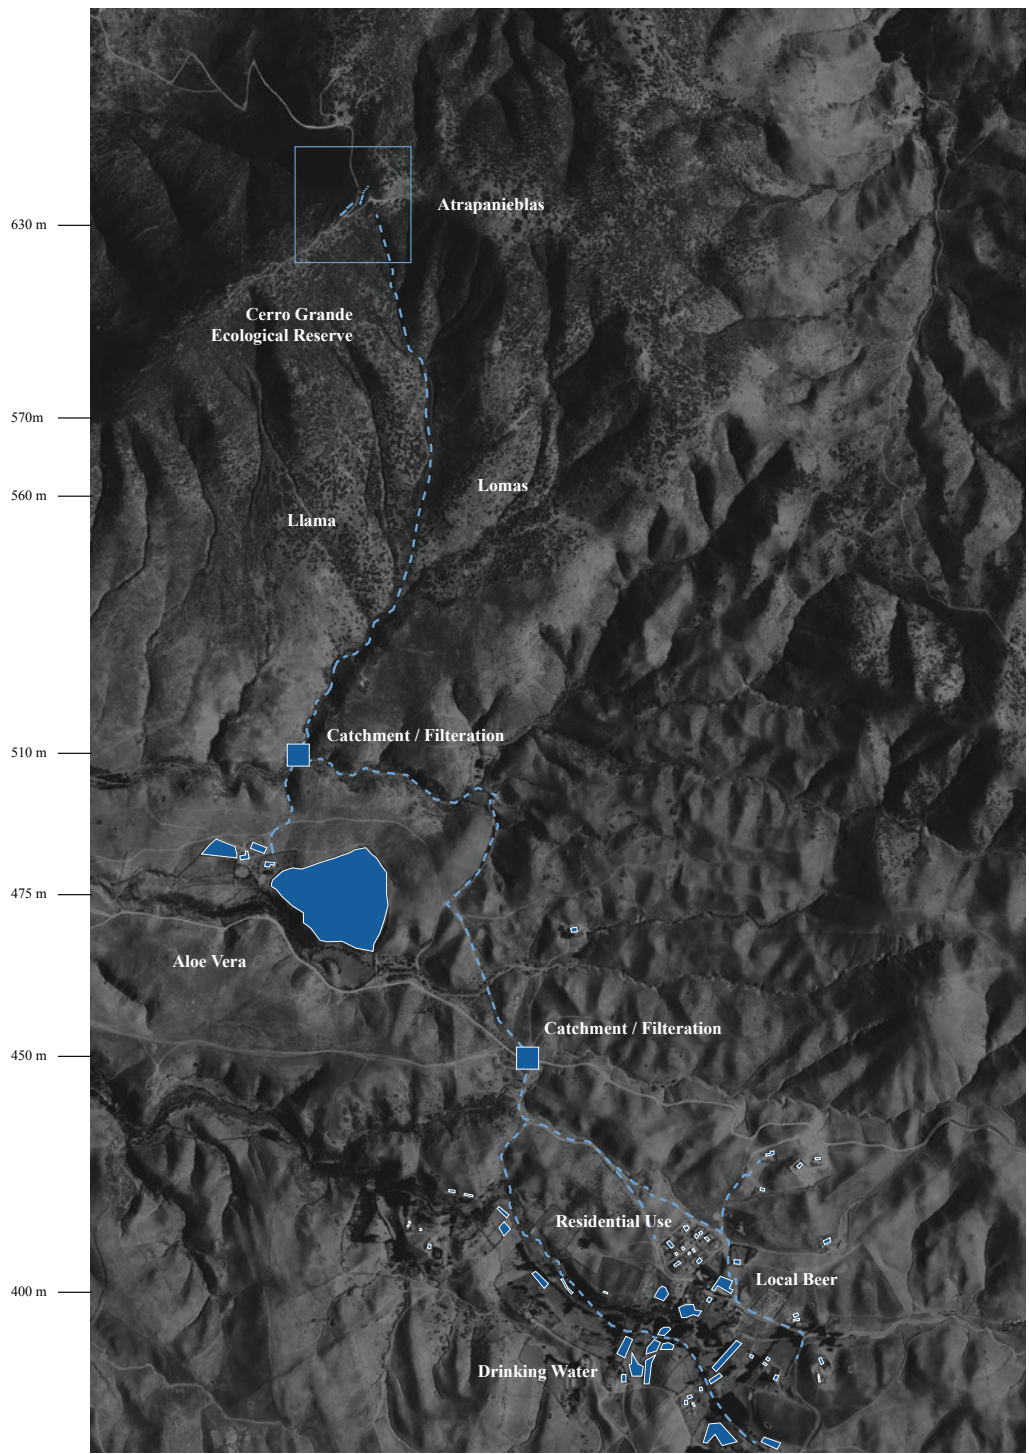 Atrapanieblas
630 m
Cerro Grande
Ecological Reserve
570m
Lomas
560 m
Llama
Catchment / Filteration
510 m
475 m
Aloe Vera
Catchment / Filteration
450 m
Residential Use
Local Beer
400 m
Drinking Water